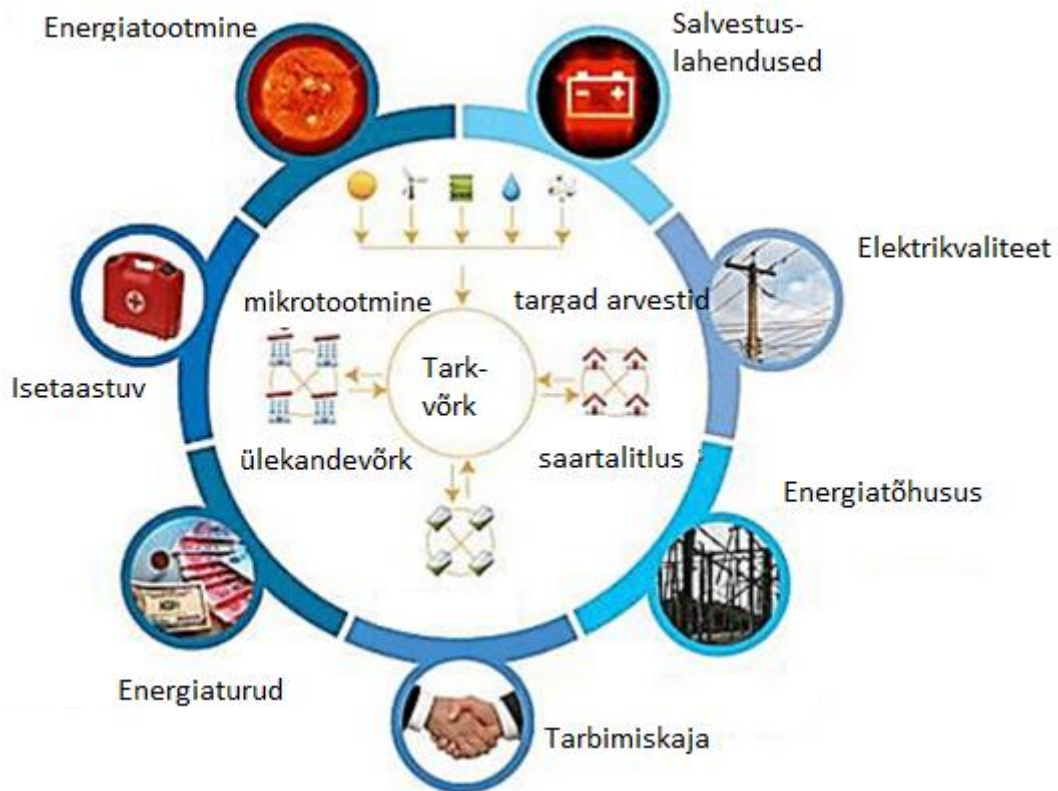 Energiatootmine
Salvestus-
lahendused
Elektrikvaliteet
mikrotootmine
targad arvestid
Isetaastuv
Tark-
võrk
ülekandevõrk
saartalitlus
Energiatõhusus
Energiaturud
Tarbimiskaja